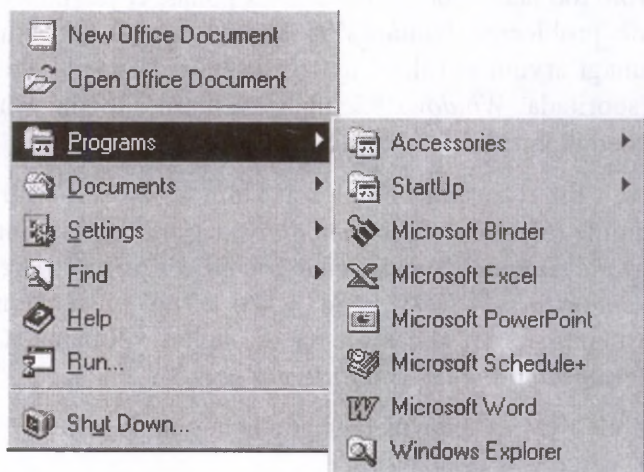 New Office Document
Open Office Document
Programs
Documents
Settings
Find
Help
Run...
Shut Down...
Accessories
StartUp
Microsoft Binder
Microsoft Excel
Microsoft PowerPoint
Microsoft Schedule+
Microsoft Word
Windows Explorer